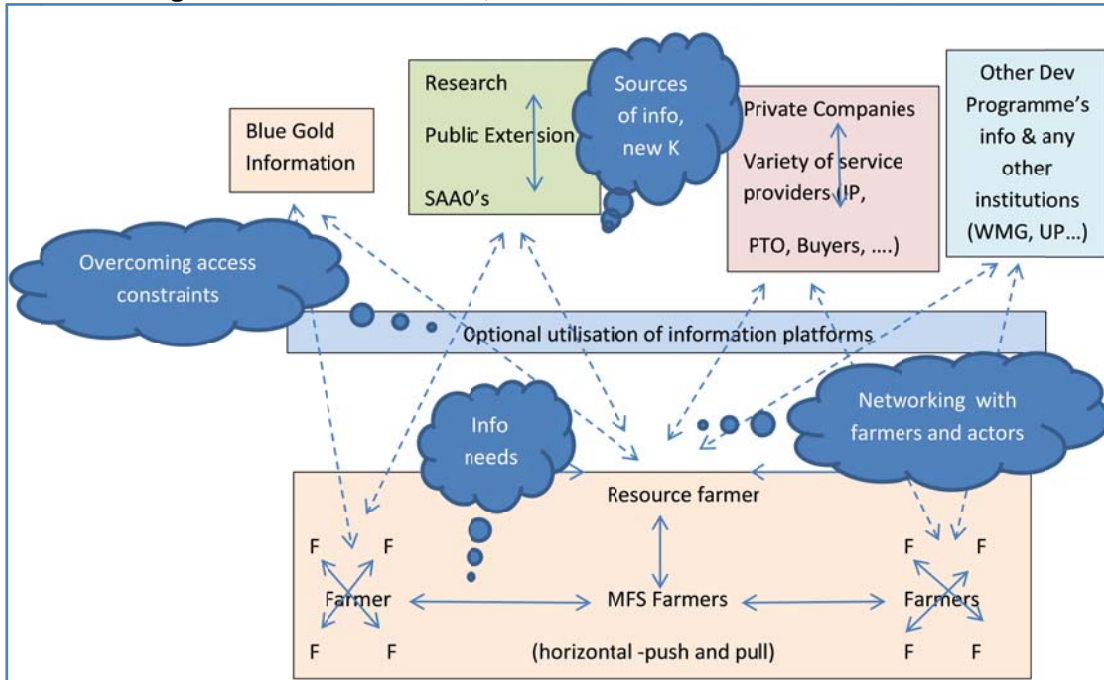 Blue Gold
Information
Research
Public Extension
SAAO's
Sources
of info,
new K
Private Companies
Variety of service
providers (IP,
PTO, Buyers, ....)
Other Dev
Programme's
info & any
other
institutions
(WMG, UP...)
Overcoming access
constraints
Optional utilisation of information platforms
Info
needs
Networking with
farmers and actors
Resource farmer
F F
F F
Farmer
MFS Farmers
Farmers
F F
(horizontal -push and pull)
F F